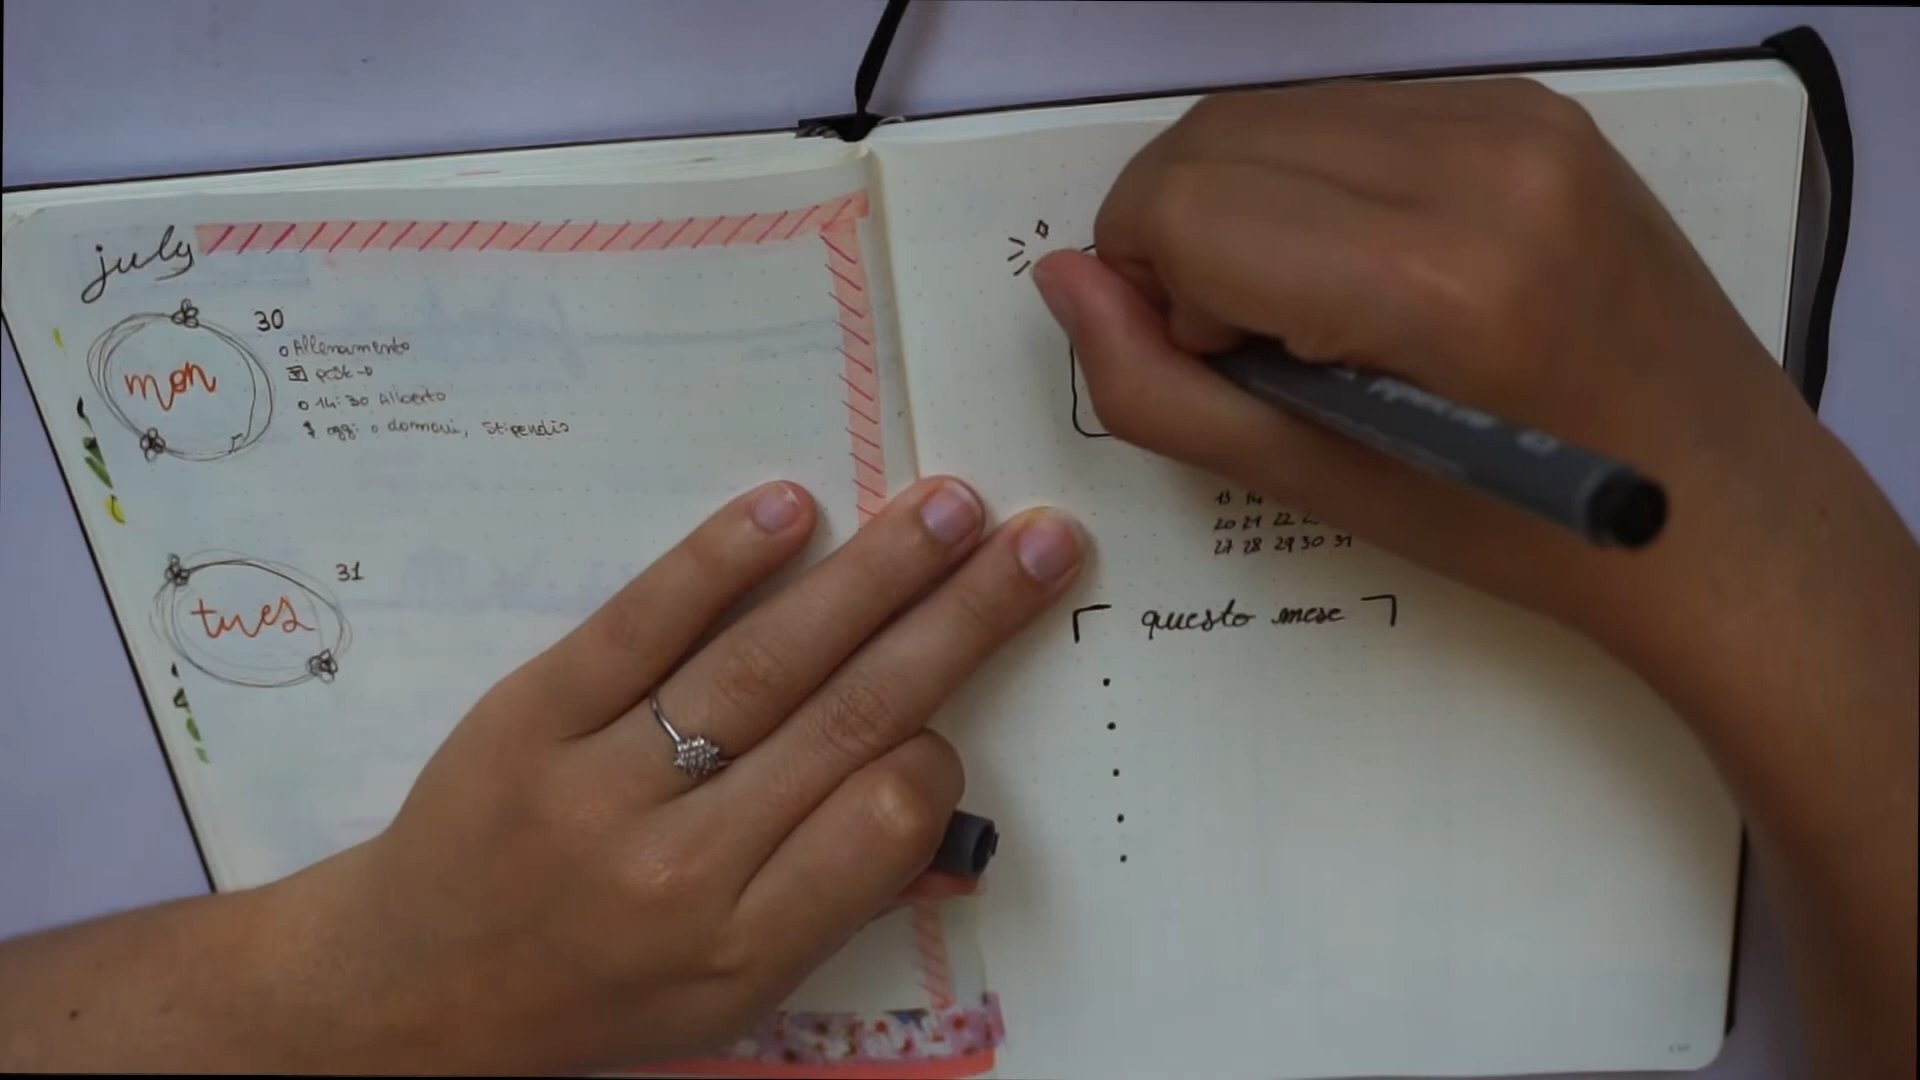 july
mon
30
o Allenamento
post-
o 14:30 Alberto
oggi o domani, Stipendio
tues
31
13 14
20 21 22 2
27 28 29 30 31
questo mese